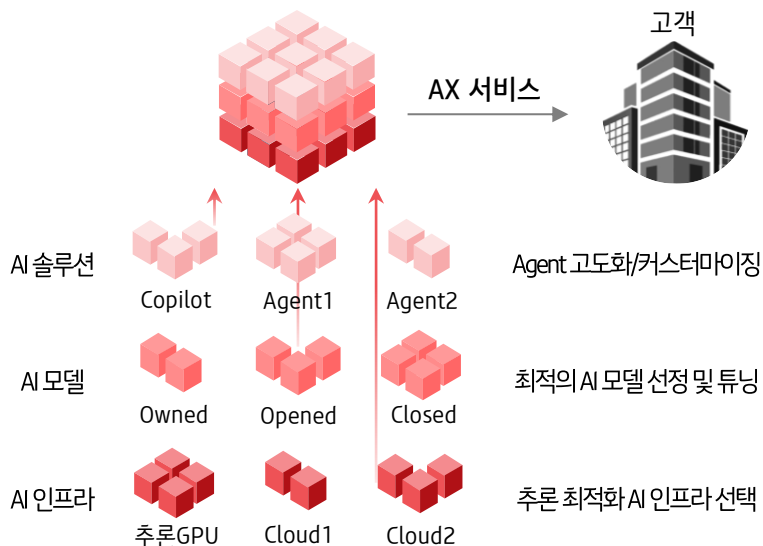 고객
AX 서비스
AI 솔루션
Copilot
Agent1
Agent2
Agent 고도화/커스터마이징
AI 모델
Owned
Opened
Closed
최적의 AI 모델 선정 및 튜닝
AI 인프라
추론GPU
Cloud1
Cloud2
추론 최적화 AI 인프라 선택